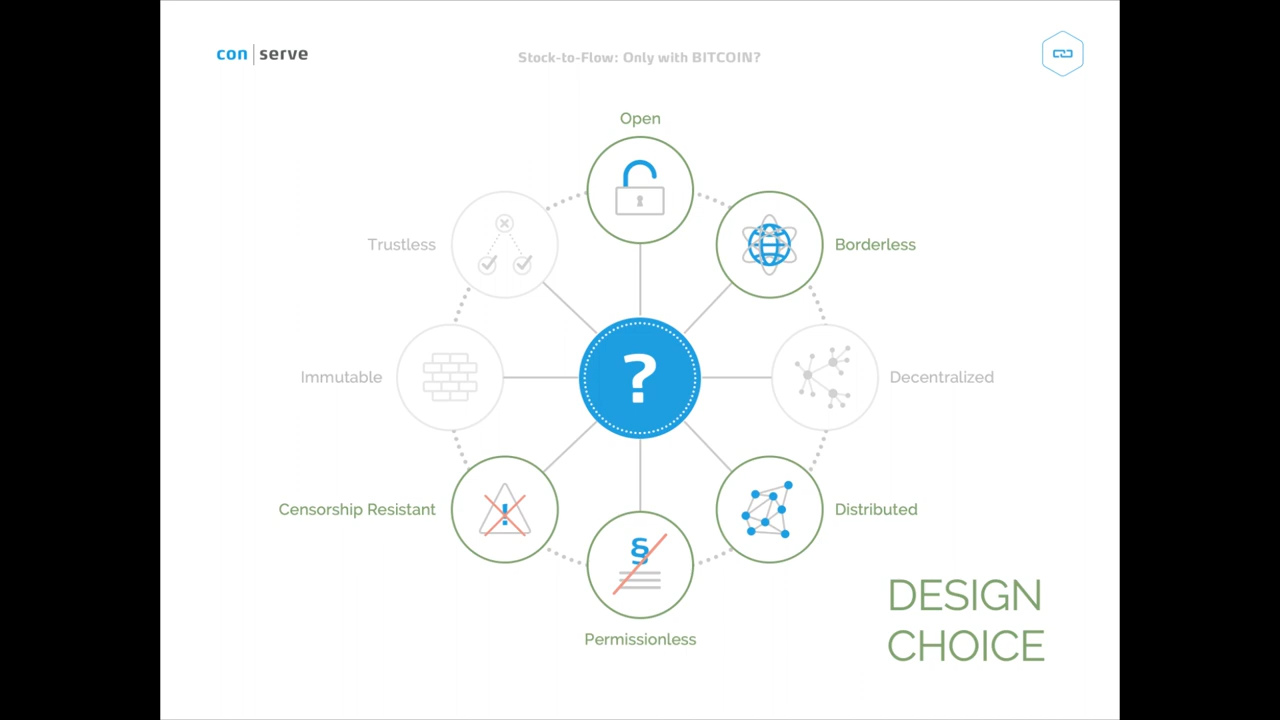 con | serve
Stock-to-Flow: Only with BITCOIN?
Open
Trustless
Borderless
Immutable
?
Decentralized
Censorship Resistant
!
Distributed
§
Permissionless
DESIGN
CHOICE